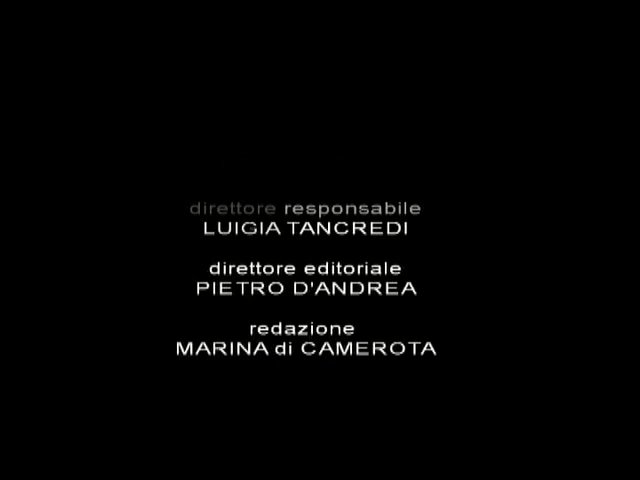 direttore responsabile
LUIGIA TANCREDI
direttore editoriale
PIETRO D'ANDREA
redazione
MARINA di CAMEROTA